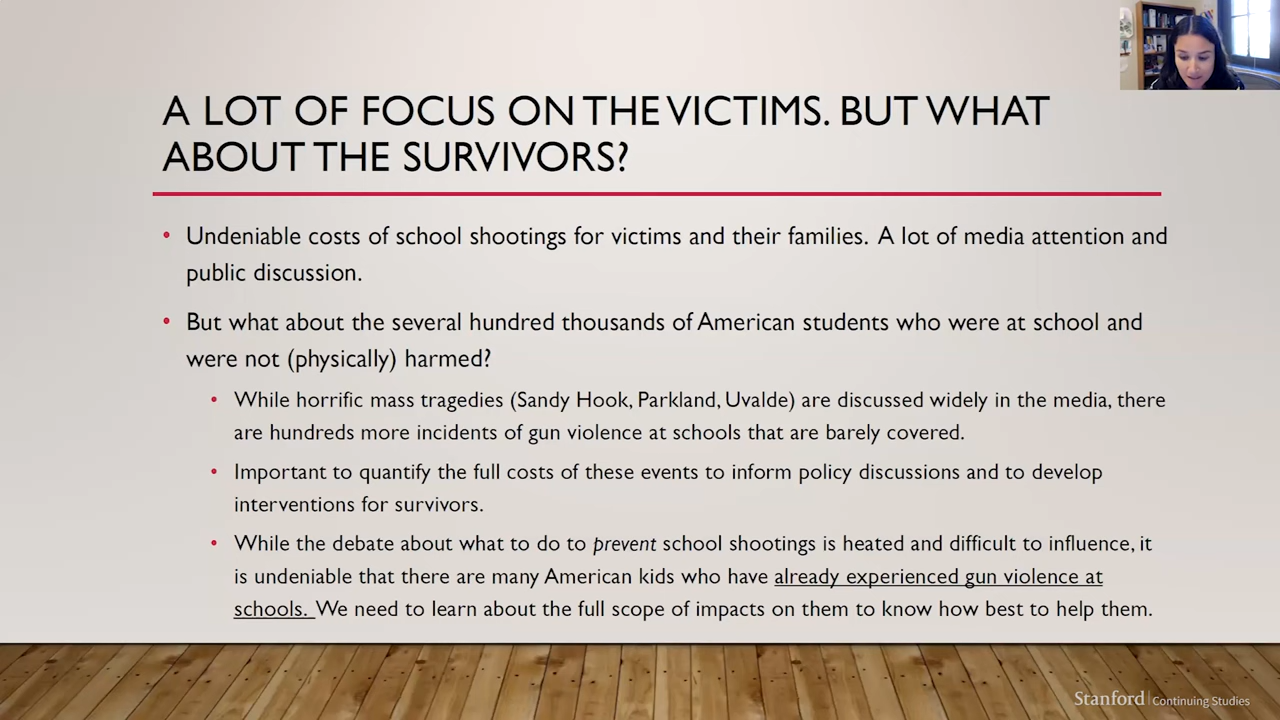 A LOT OF FOCUS ON THE VICTIMS. BUT WHAT
ABOUT THE SURVIVORS?
• Undeniable costs of school shootings for victims and their families. A lot of media attention and
public discussion.
• But what about the several hundred thousands of American students who were at school and
were not (physically) harmed?
• While horrific mass tragedies (Sandy Hook, Parkland, Uvalde) are discussed widely in the media, there
are hundreds more incidents of gun violence at schools that are barely covered.
• Important to quantify the full costs of these events to inform policy discussions and to develop
interventions for survivors.
• While the debate about what to do to prevent school shootings is heated and difficult to influence, it
is undeniable that there are many American kids who have already experienced gun violence at
schools. We need to learn about the full scope of impacts on them to know how best to help them.
Stanford | Continuing Studies